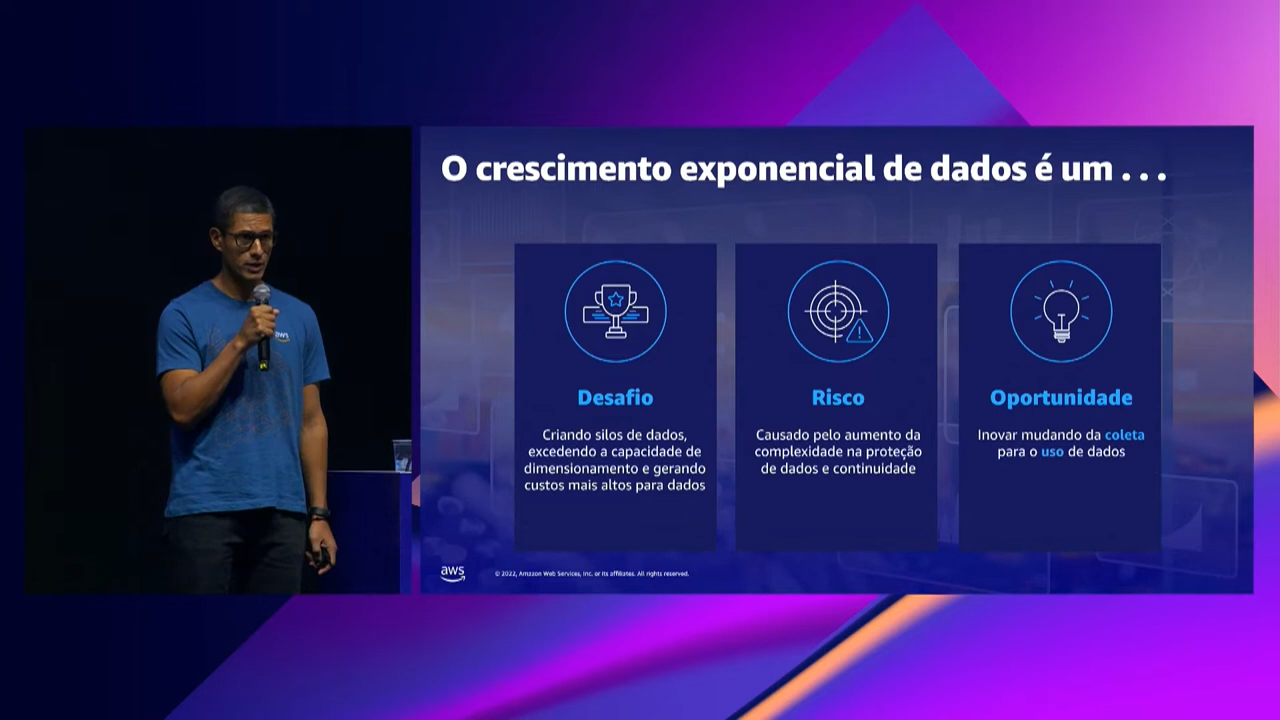 O crescimento exponencial de dados é um . . .
Desafio
Criando silos de dados,
excedendo a capacidade de
dimensionamento e gerando
custos mais altos para dados
Risco
Causado pelo aumento da
complexidade na proteção
de dados e continuidade
Oportunidade
Inovar mudando da coleta
para o uso de dados
aws
aws
© 2022, Amazon Web Services, Inc. or its affiliates. All rights reserved.